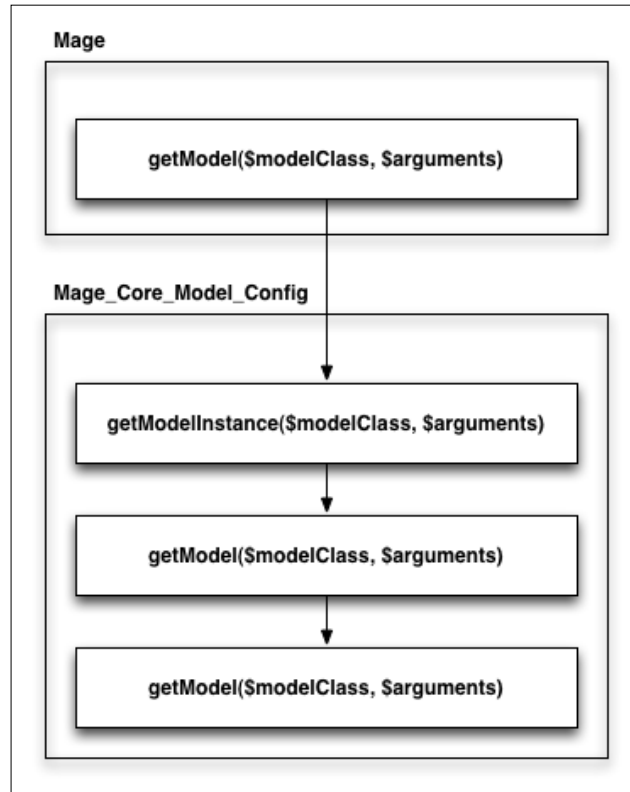 Mage
getModel($modelClass, $arguments)
Mage_Core_Model_Config
getModelInstance($modelClass, $arguments)
getModel($modelClass, $arguments)
getModel($modelClass, $arguments)